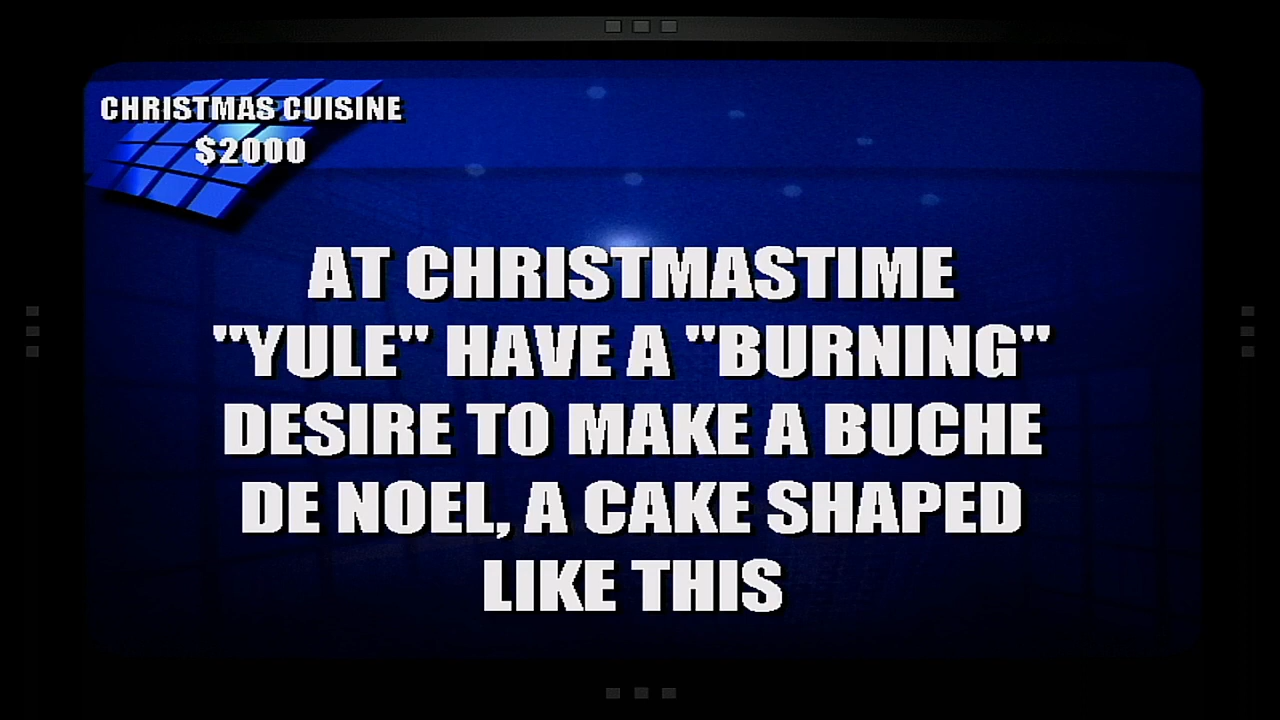 CHRISTMAS CUISINE
$2000
AT CHRISTMASTIME
"YULE" HAVE A "BURNING"
DESIRE TO MAKE A BUCHE
DE NOEL, A CAKE SHAPED
LIKE THIS